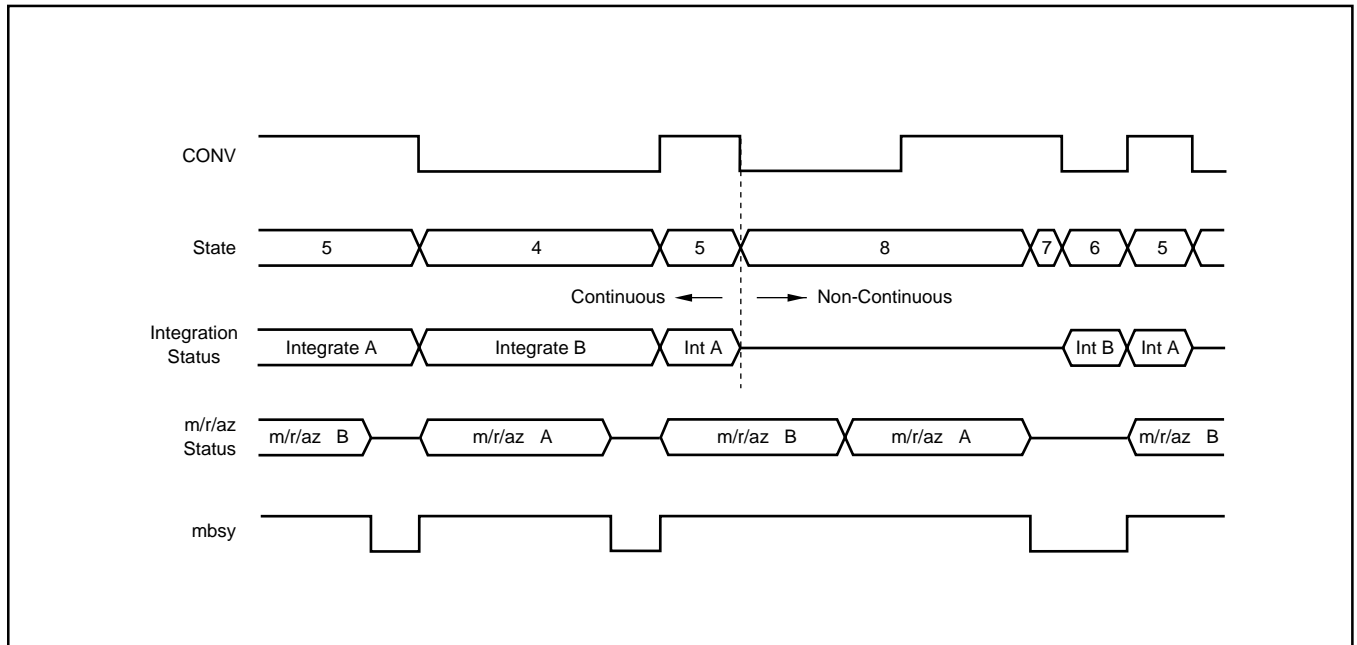 CONV
State
5
4
5
8
7
6
5
Continuous
Non-Continuous
Integration
Status
Integrate A
Integrate B
Int A
Int B
Int A
m/r/az
Status
m/r/az B
m/r/az A
m/r/az B
m/r/az A
m/r/az B
mbsy